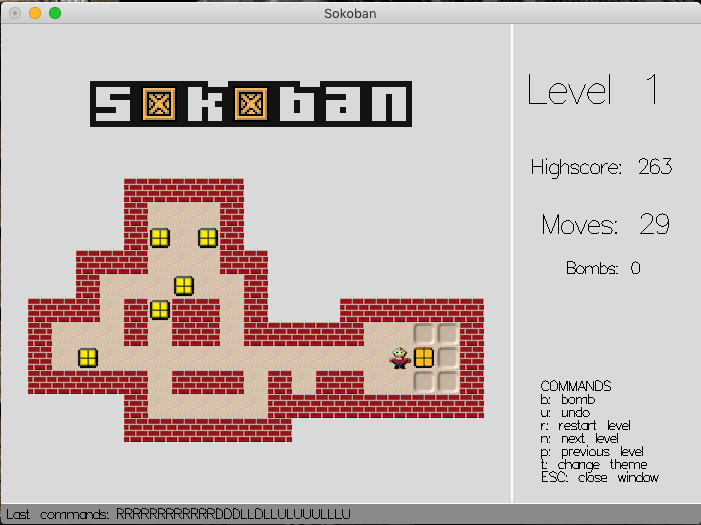 Sokoban
sokoban
Level 1
Highscore: 263
Moves: 29
Bombs: 0
COMMANDS
b: bomb
u: undo
r: restart level
n: next level
p: previous level
t: change theme
ESC: close window
Last commands: RRRRRRRRRRRRDDDLLDLLULUUULLLU